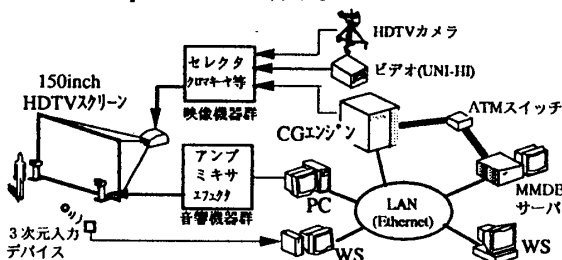 HDTVカメラ
ビデオ(UNI-HI)
セレクタ
クロマキーヤ等
映像機器群
150inch
HDTVスクリーン
CGエンジン
ATMスイッチ
MMDB
サーバ
アンプ
ミキサ
エフェクタ
音響機器群
PC
LAN
(Ethernet)
3次元入力
デバイス
WS
WS